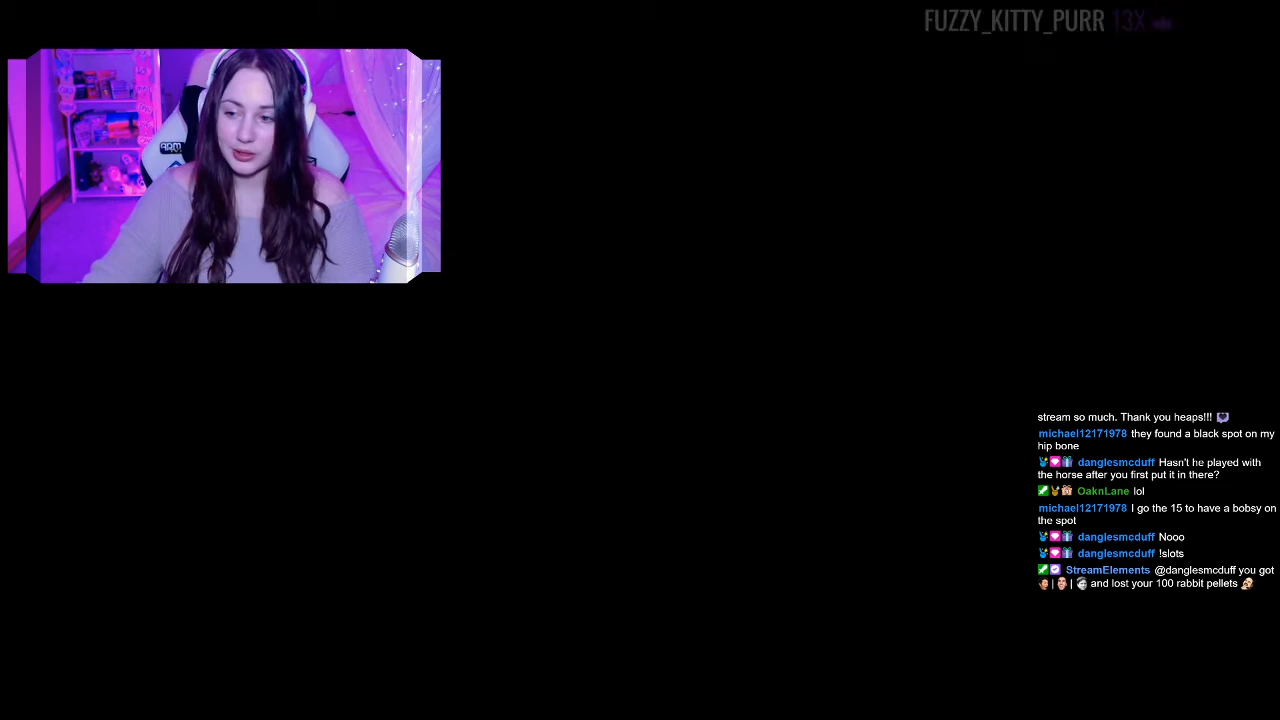 FUZZY_KITTY_PURR 13X
stream so much. Thank you heaps!!!
michael12171978 they found a black spot on my
hip bone
danglesmcduff Hasn't he played with
the horse after you first put it in there?
OaknLane lol
michael12171978 I go the 15 to have a bobsy on
the spot
danglesmcduff Nooo
danglesmcduff !slots
StreamElements @danglesmcduff you got
| | and lost your 100 rabbit pellets